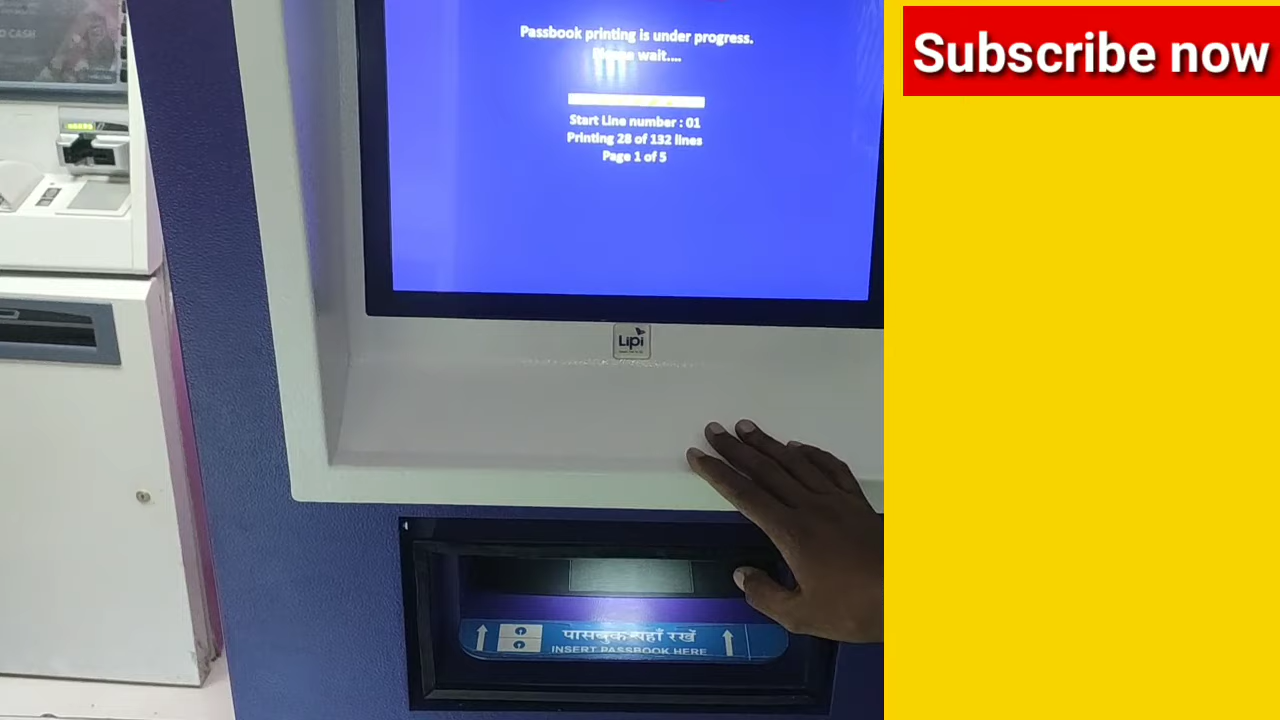 Subscribe now
Passbook printing is under progress.
Please wait....
Start Line number : 01
Printing 28 of 132 lines
Page 1 of 5
Lipi
पासबुक यहाँ रखें
INSERT PASSBOOK HERE
CASH